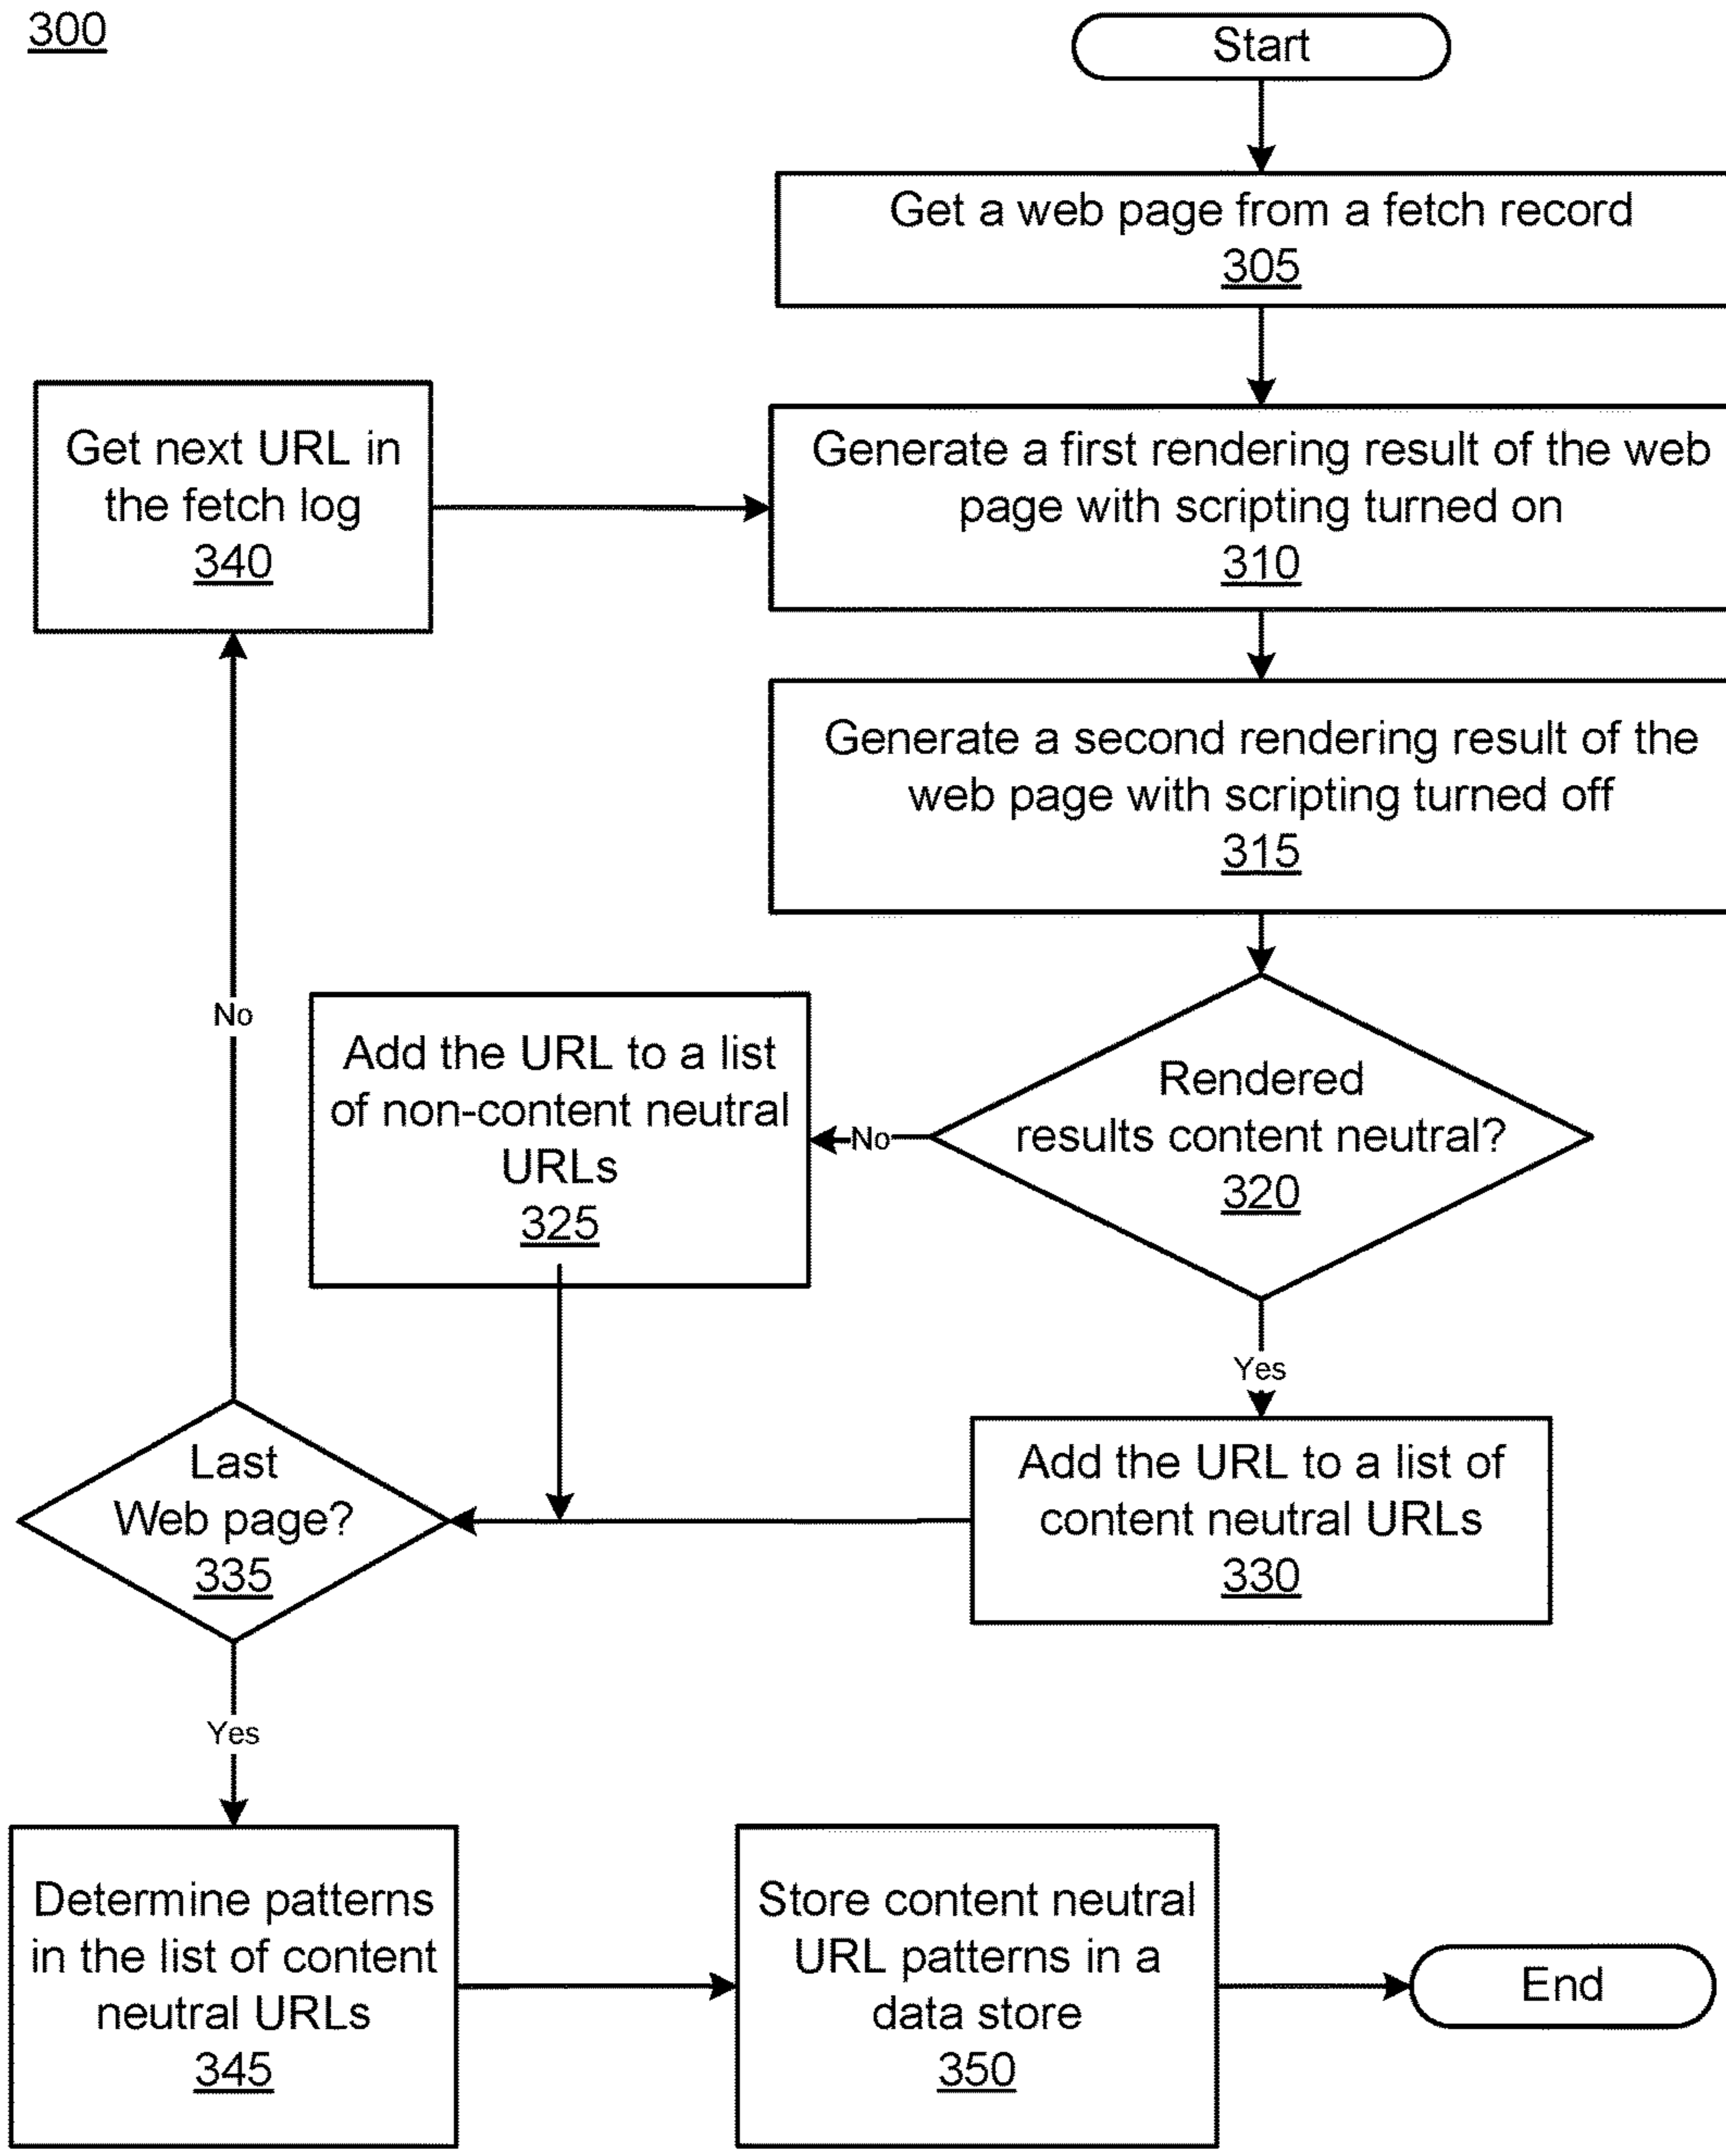 300
Start
Get a web page from a fetch record
305
Get next URL in
the fetch log
340
Generate a first rendering result of the web
page with scripting turned on
310
Generate a second rendering result of the
web page with scripting turned off
315
No
Add the URL to a list
of non-content neutral
URLs
325
No
Rendered
results content neutral?
320
Yes
Last
Web page?
335
Add the URL to a list of
content neutral URLs
330
Yes
Determine patterns
in the list of content
neutral URLs
345
Store content neutral
URL patterns in a
data store
350
End